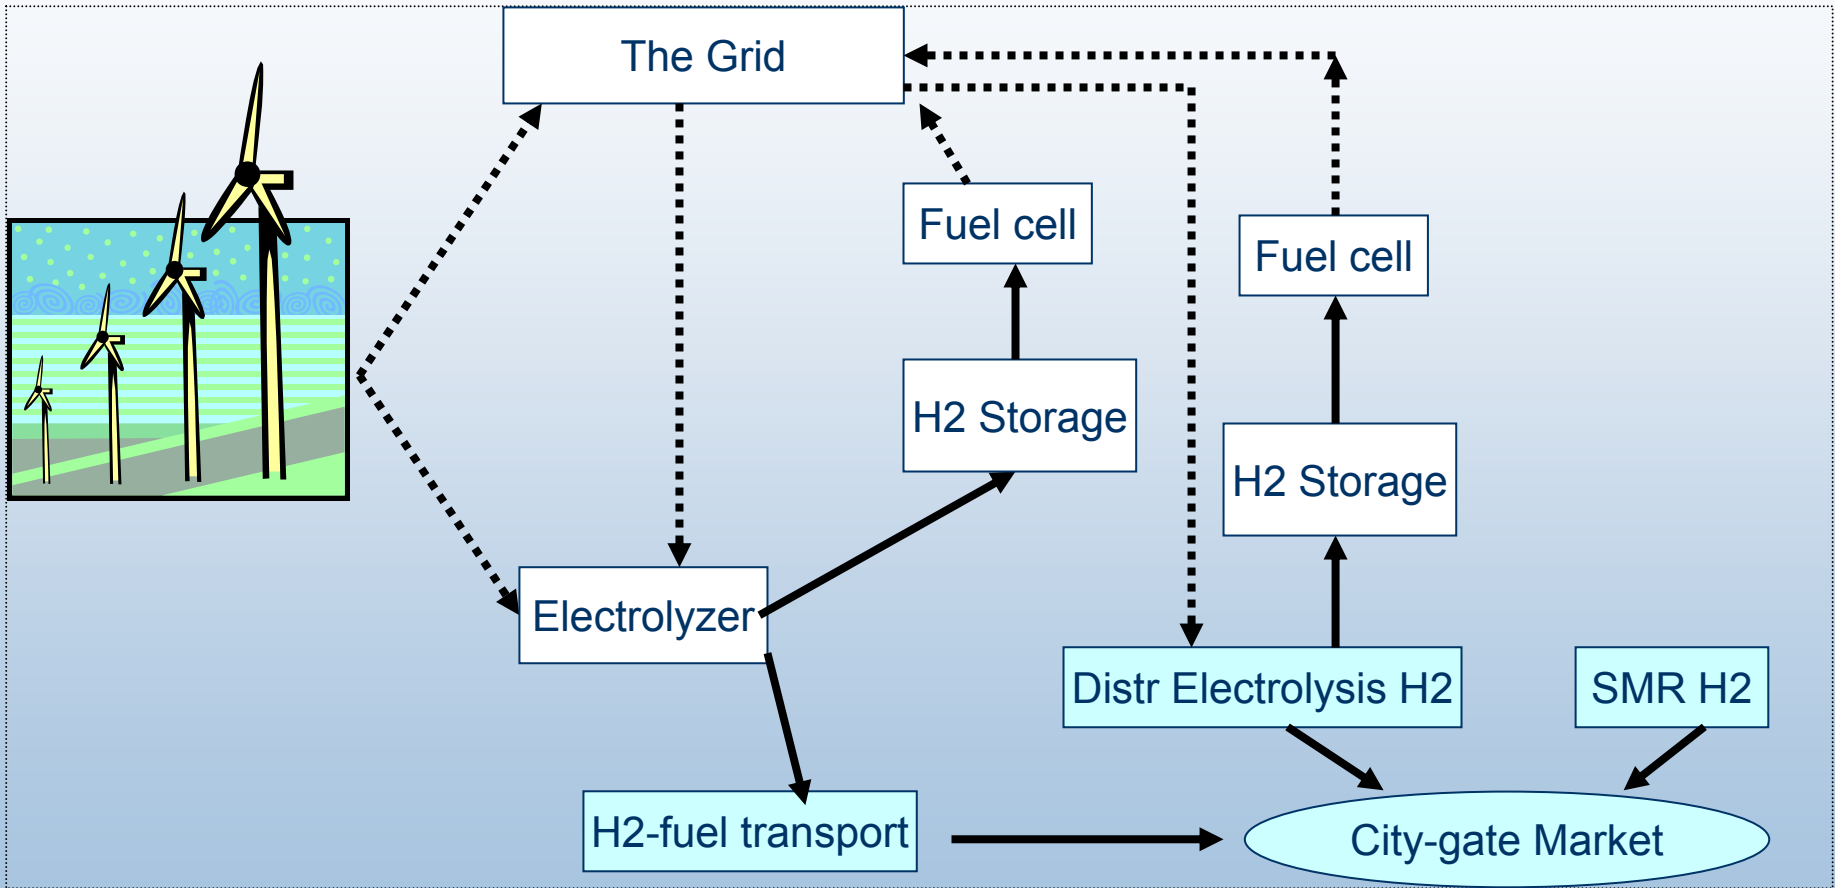 The Grid
Fuel cell
Fuel cell
H2 Storage
H2 Storage
Electrolyzer
Distr Electrolysis H2
SMR H2
H2-fuel transport
City-gate Market